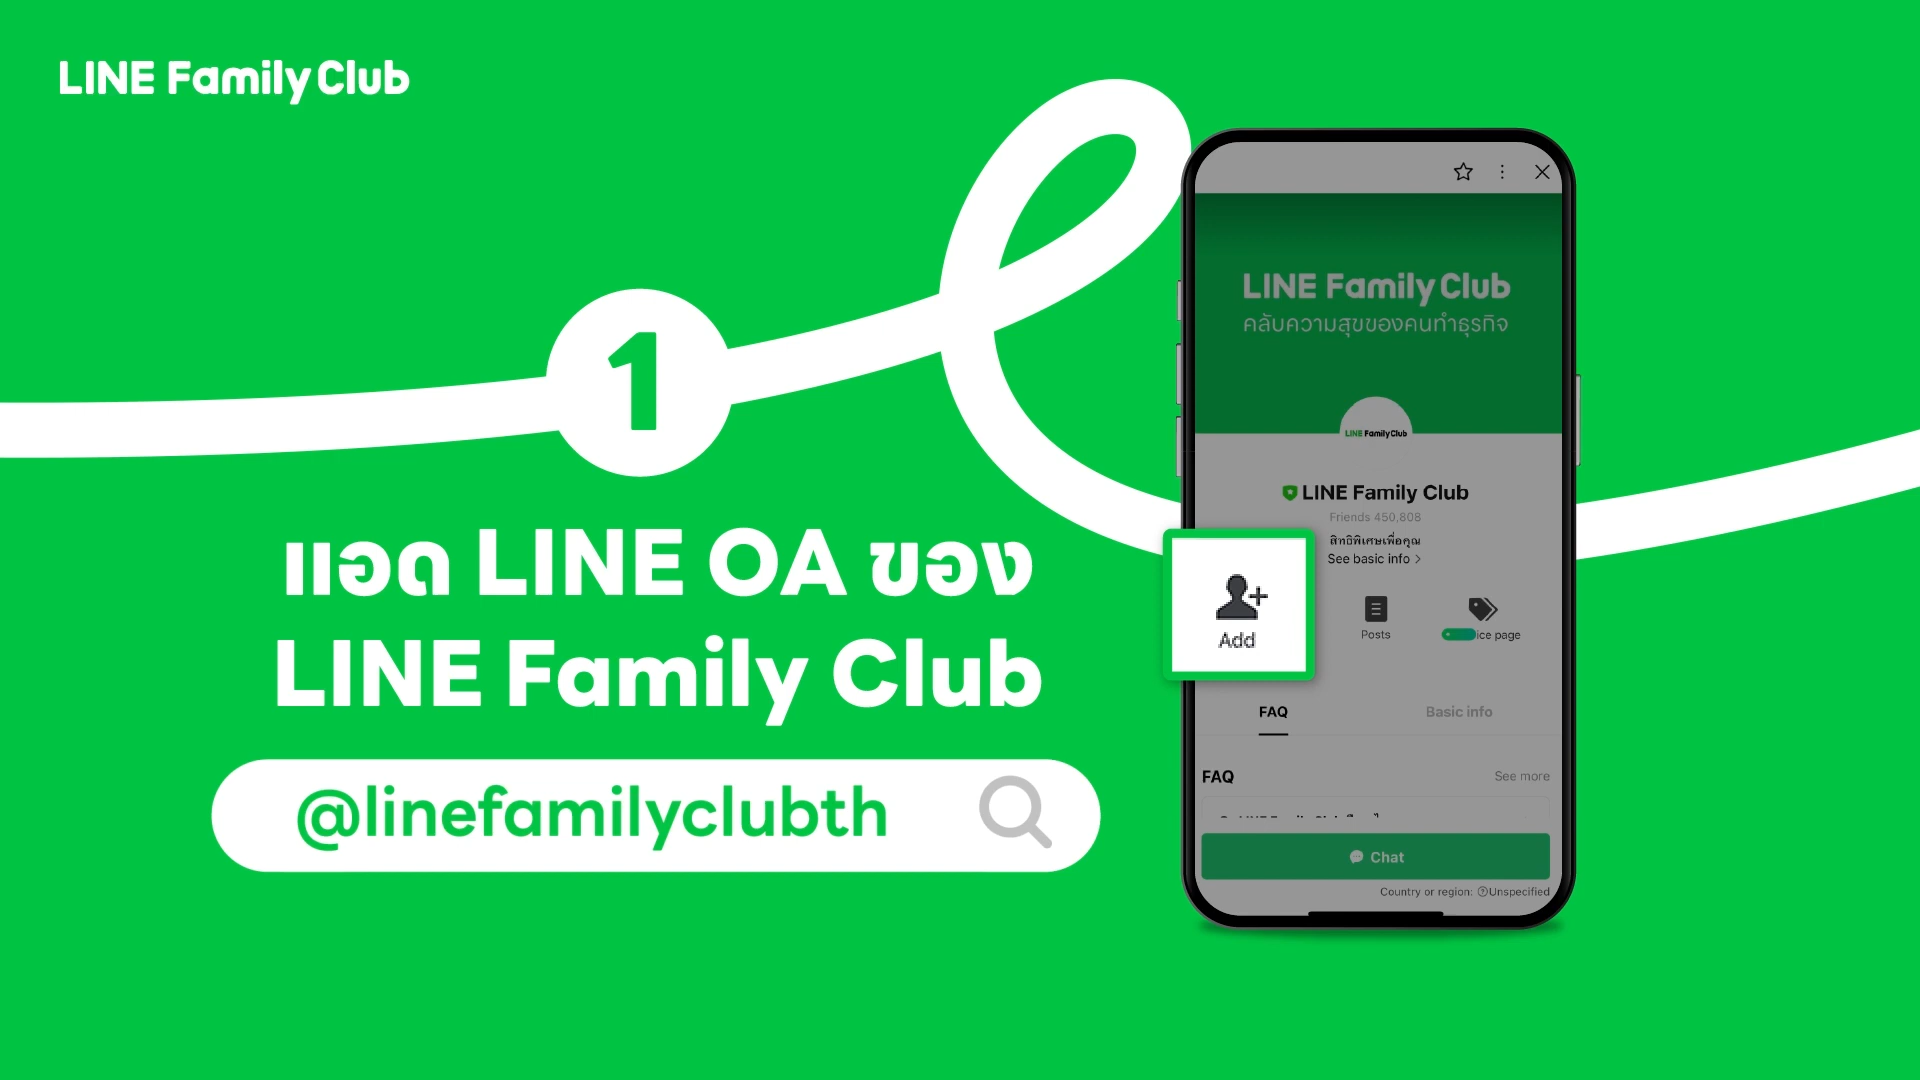 LINE Family Club
1
แอด LINE OA ของ
LINE Family Club
@linefamilyclubth
LINE Family Club
คลับความสุขของคนทำธุรกิจ
LINE Family Club
LINE Family Club
Friends 450,808
สิทธิพิเศษเพื่อคุณ
See basic info >
Add
Posts
ice page
FAQ
Basic info
FAQ
See more
Chat
Country or region: Unspecified